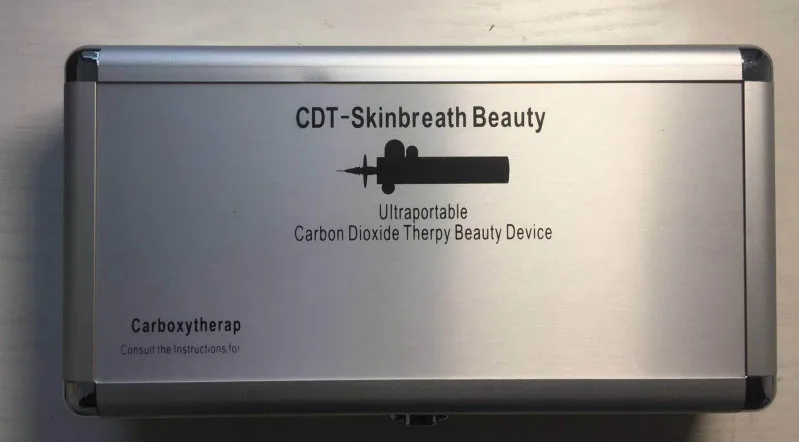 CDT-Skinbreath Beauty
Ultraportable
Carbon Dioxide Therpy Beauty Device
Carboxytherap
Consult the Instructions for